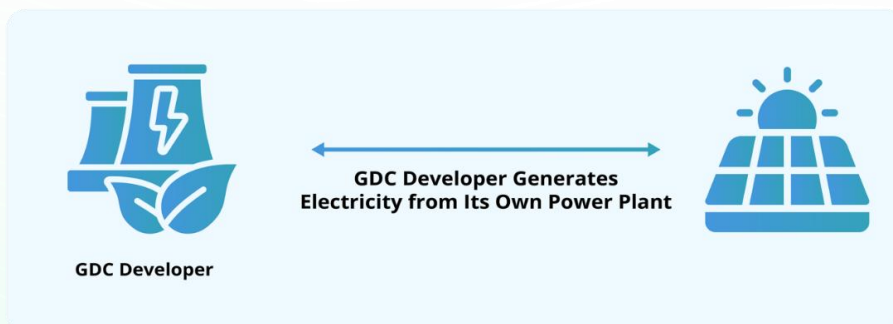 GDC Developer Generates
Electricity from Its Own Power Plant
GDC Developer